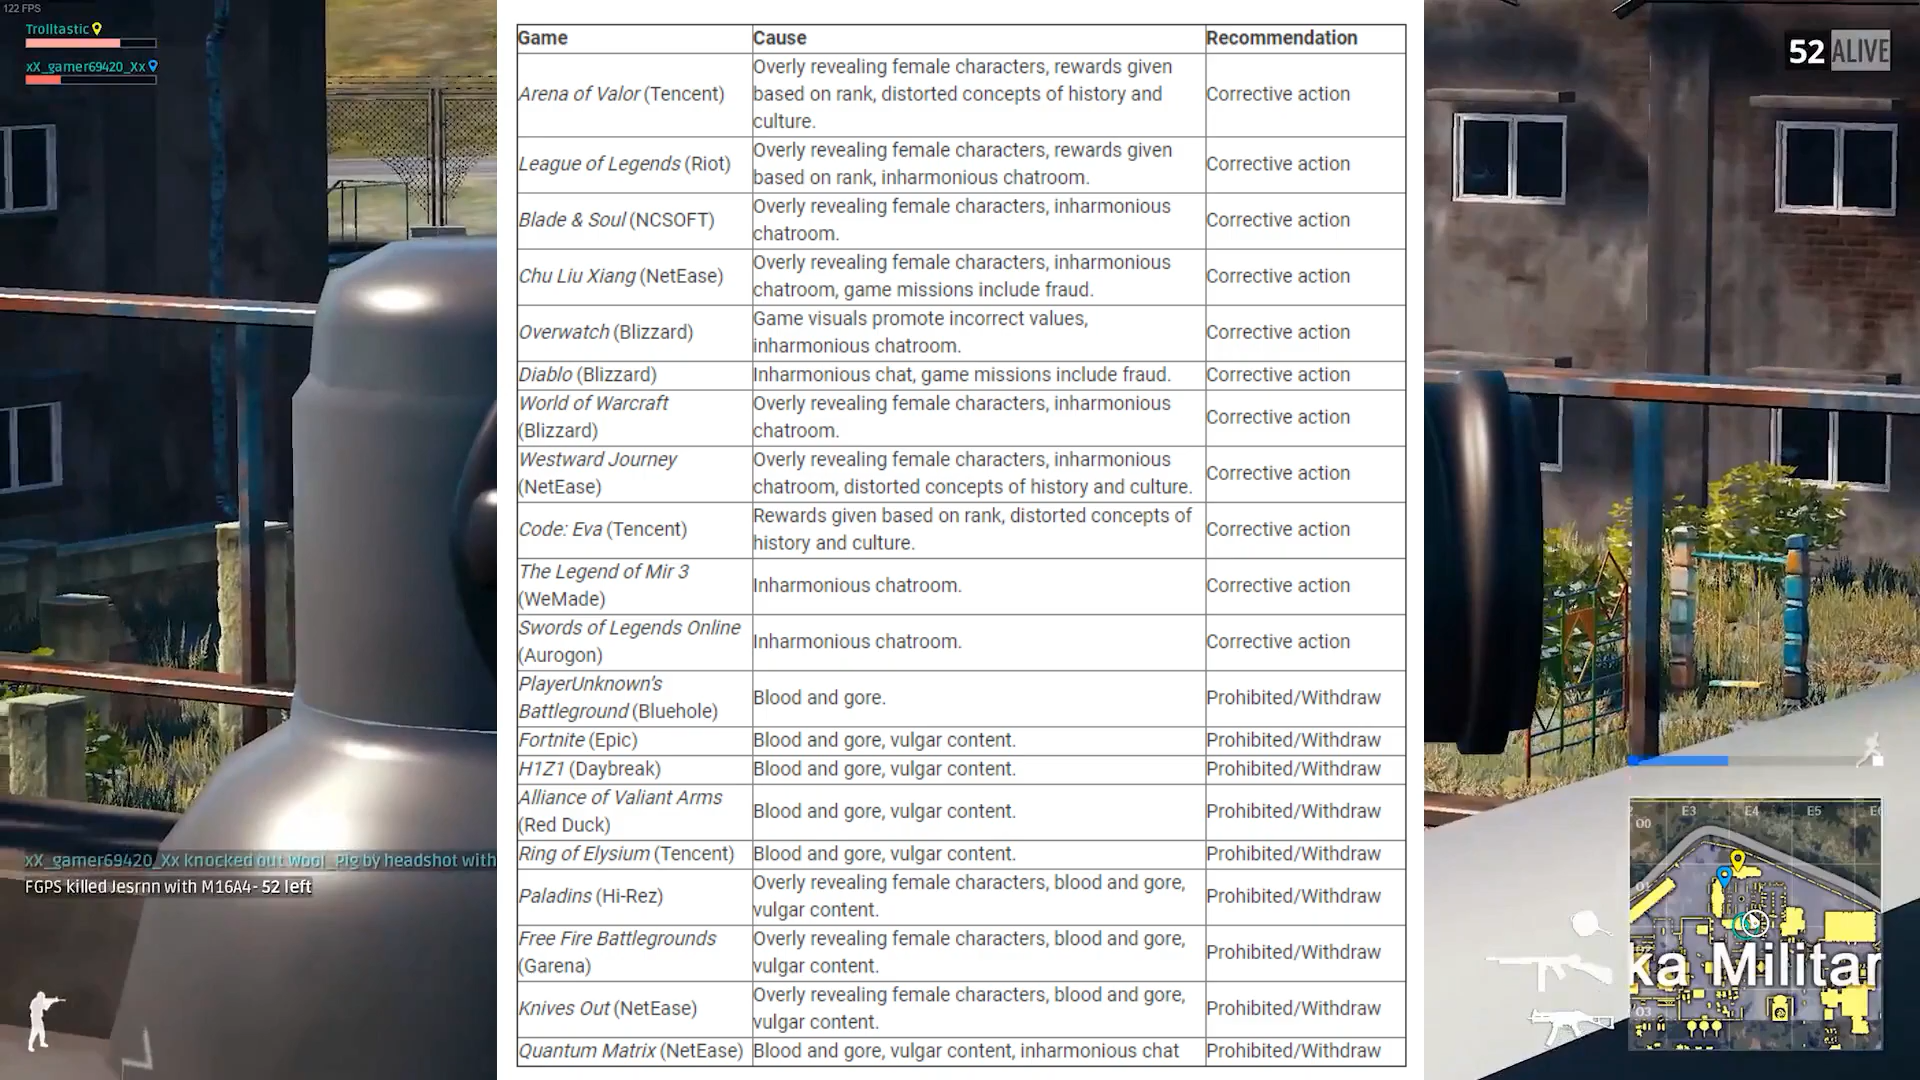 122 FPS
Trolltastic
xX_gamer69420_Xx
52 ALIVE
Game Cause Recommendation
Arena of Valor (Tencent) Overly revealing female characters, rewards given
based on rank, distorted concepts of history and
culture. Corrective action
League of Legends (Riot) Overly revealing female characters, rewards given
based on rank, inharmonious chatroom. Corrective action
Blade & Soul (NCSOFT) Overly revealing female characters, inharmonious
chatroom. Corrective action
Chu Liu Xiang (NetEase) Overly revealing female characters, inharmonious
chatroom, game missions include fraud. Corrective action
Overwatch (Blizzard) Game visuals promote incorrect values,
inharmonious chatroom. Corrective action
Diablo (Blizzard) Inharmonious chat, game missions include fraud. Corrective action
World of Warcraft
(Blizzard) Overly revealing female characters, inharmonious
chatroom. Corrective action
Westward Journey
(NetEase) Overly revealing female characters, inharmonious
chatroom, distorted concepts of history and culture. Corrective action
Code: Eva (Tencent) Rewards given based on rank, distorted concepts of
history and culture. Corrective action
The Legend of Mir 3
(WeMade) Inharmonious chatroom. Corrective action
Swords of Legends Online
(Aurogon) Inharmonious chatroom. Corrective action
PlayerUnknown's
Battleground (Bluehole) Blood and gore. Prohibited/Withdraw
Fortnite (Epic) Blood and gore, vulgar content. Prohibited/Withdraw
H1Z1 (Daybreak) Blood and gore, vulgar content. Prohibited/Withdraw
Alliance of Valiant Arms
(Red Duck) Blood and gore, vulgar content. Prohibited/Withdraw
Ring of Elysium (Tencent) Blood and gore, vulgar content. Prohibited/Withdraw
Paladins (Hi-Rez) Overly revealing female characters, blood and gore,
vulgar content. Prohibited/Withdraw
Free Fire Battlegrounds
(Garena) Overly revealing female characters, blood and gore,
vulgar content. Prohibited/Withdraw
Knives Out (NetEase) Overly revealing female characters, blood and gore,
vulgar content. Prohibited/Withdraw
Quantum Matrix (NetEase) Blood and gore, vulgar content, inharmonious chat Prohibited/Withdraw
xX_gamer69420_Xx knocked out Wool_Pig by headshot with
FGPS killed Jesrnn with M16A4- 52 left
E3 E4 E5
00
ka Militar
03